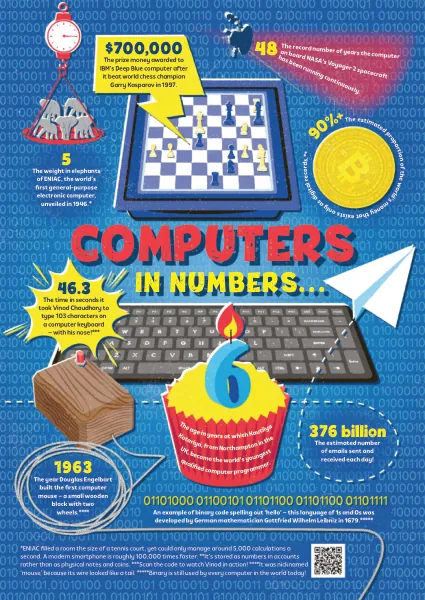 $700,000
The prize money awarded to
IBM's Deep Blue computer after
it beat world chess champion
Garry Kasparov in 1997.
48
The record number of years the computer
on board NASA's Voyager 2 spacecraft
has been running continuously.
5
The weight in elephants
of ENIAC, the world's
first general-purpose
electronic computer,
unveiled in 1946.*
90%+ The estimated proportion of the world's money that exists only as digital data.**
COMPUTERS
IN NUMBERS...
46.3
The time in seconds it
took Vinod Chaudhary to
type 103 characters on
a computer keyboard
– with his nose!***
6
The age in years at which Kautilya
Katariya, from Northampton in the
UK, became the world's youngest
qualified computer programmer.
376 billion
The estimated number
of emails sent and
received each day!
1963
The year Douglas Engelbart
built the first computer
mouse – a small wooden
block with two
wheels.****
01101000 01100101 01101100 01101100 01101111
An example of binary code spelling out 'hello' – this language of 1s and 0s was
developed by German mathematician Gottfried Wilhelm Leibniz in 1679.*****
*ENIAC filled a room the size of a tennis court, yet could only manage around 5,000 calculations a
second. A modern smartphone is roughly 100,000 times faster. **It's stored as numbers in accounts
rather than as physical notes and coins. ***Scan the code to watch Vinod in action! ****It was nicknamed
'mouse', because its wire looked like a tail. *****Binary is still used by every computer in the world today!